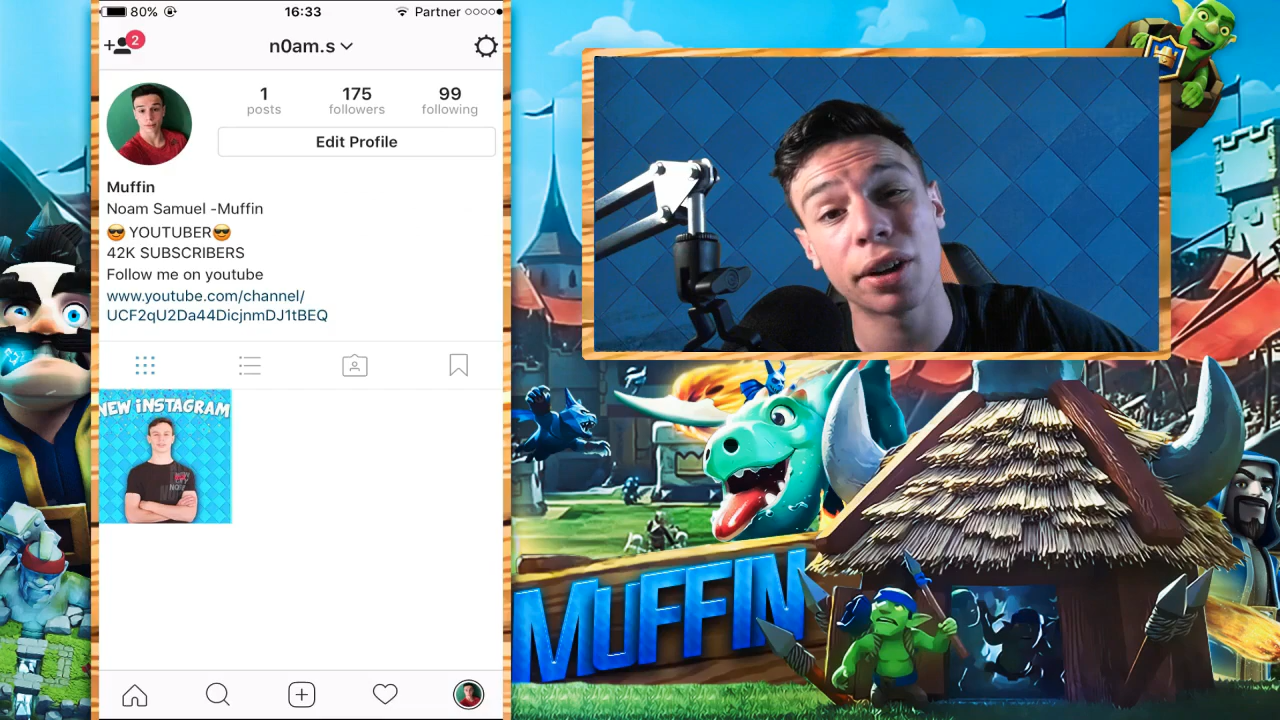 80%
16:33
Partner
2
n0am.s
1
posts
175
followers
99
following
Edit Profile
Muffin
Noam Samuel -Muffin
😎 YOUTUBER😎
42K SUBSCRIBERS
Follow me on youtube
www.youtube.com/channel/
UCF2qU2Da44DicjnmDJ1tBEQ
NEW iNSTAGRAM
MUFFIN